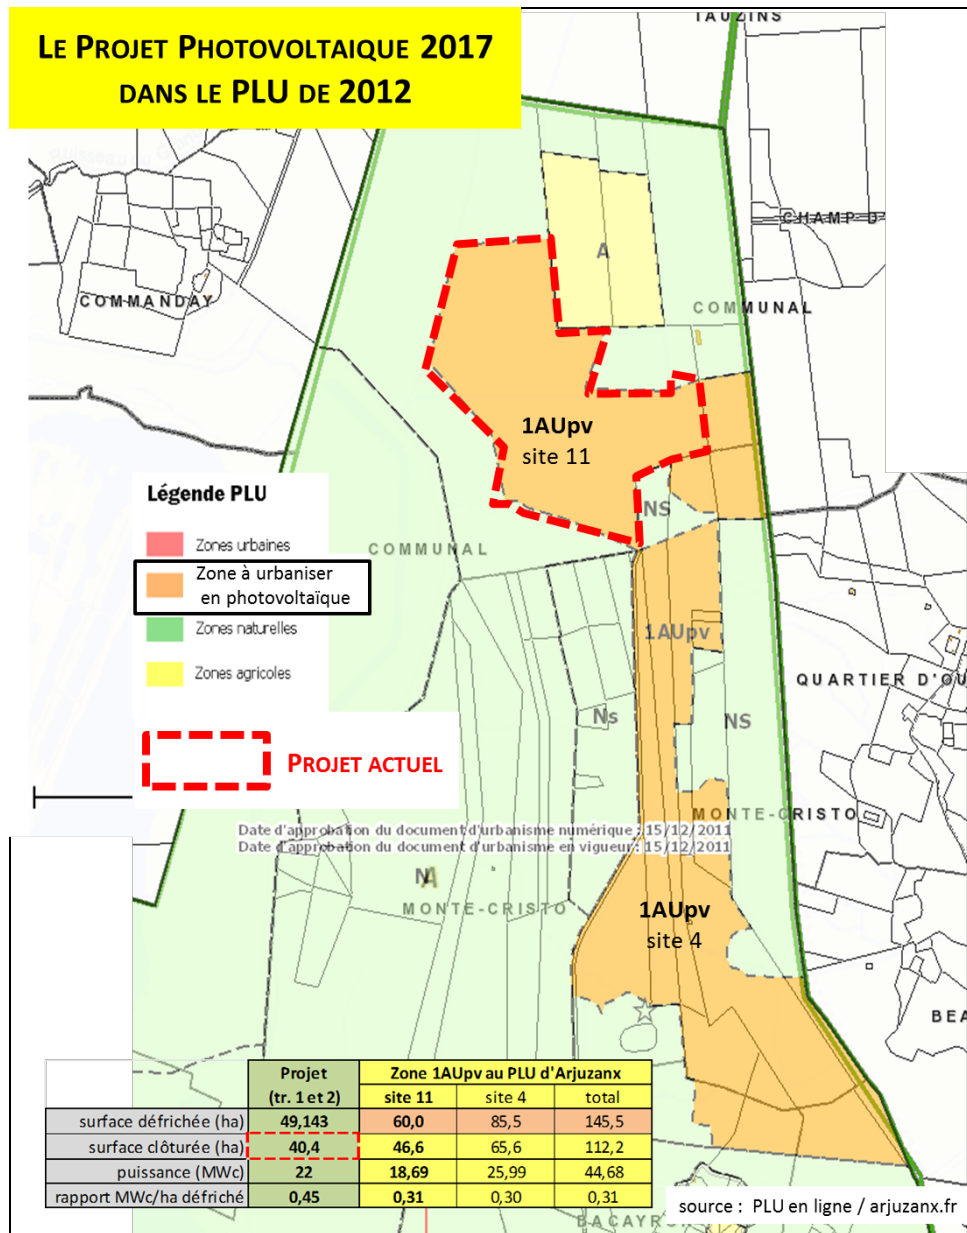 LE PROJET PHOTOVOLTAIQUE 2017
DANS LE PLU DE 2012
TAUZINS
CHAMP D
COMMANDAY
A
COMMUNAL
1AUpv
site 11
NS
Légende PLU
Zones urbaines
Zone à urbaniser
en photovoltaïque
Zones naturelles
Zones agricoles
PROJET ACTUEL
COMMUNAL
1AUpv
QUARTIER D'OU
Ns
NS
MONTE-CRISTO
Date d'approbation du document d'urbanisme numérique : 15/12/2011
Date d'approbation du document d'urbanisme en vigueur : 15/12/2011
N
A
MONTE-CRISTO
1AUpv
site 4
BEA
Projet Zone 1AUpv au PLU d'Arjuzanx
(tr. 1 et 2) site 11 site 4 total
surface défrichée (ha) 49,143 60,0 85,5 145,5
surface clôturée (ha) 40,4 46,6 65,6 112,2
puissance (MWc) 22 18,69 25,99 44,68
rapport MWc/ha défriché 0,45 0,31 0,30 0,31
source : PLU en ligne / arjuzanx.fr
BACAYR